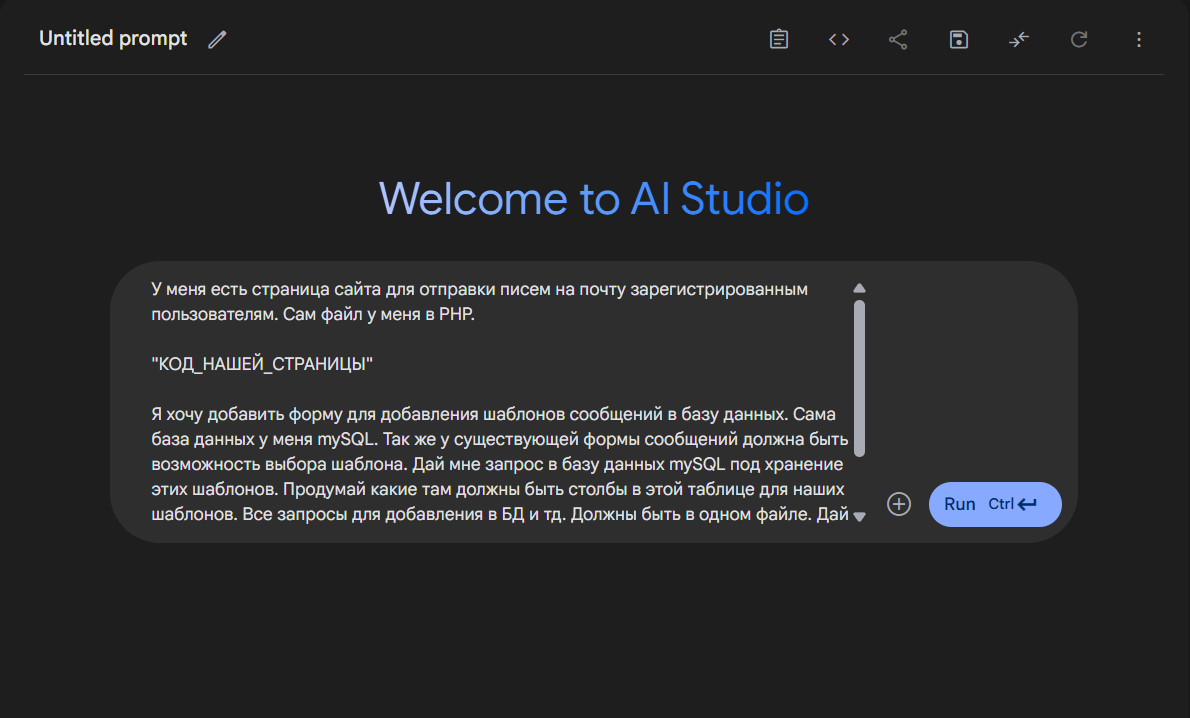 Untitled prompt
Welcome to AI Studio
У меня есть страница сайта для отправки писем на почту зарегистрированным
пользователям. Сам файл у меня в PHP.
"КОД_НАШЕЙ_СТРАНИЦЫ"
Я хочу добавить форму для добавления шаблонов сообщений в базу данных. Сама
база данных у меня mySQL. Так же у существующей формы сообщений должна быть
возможность выбора шаблона. Дай мне запрос в базу данных mySQL под хранение
этих шаблонов. Продумай какие там должны быть столбы в этой таблице для наших
шаблонов. Все запросы для добавления в БД и тд. Должны быть в одном файле. Дай
Run Ctrl